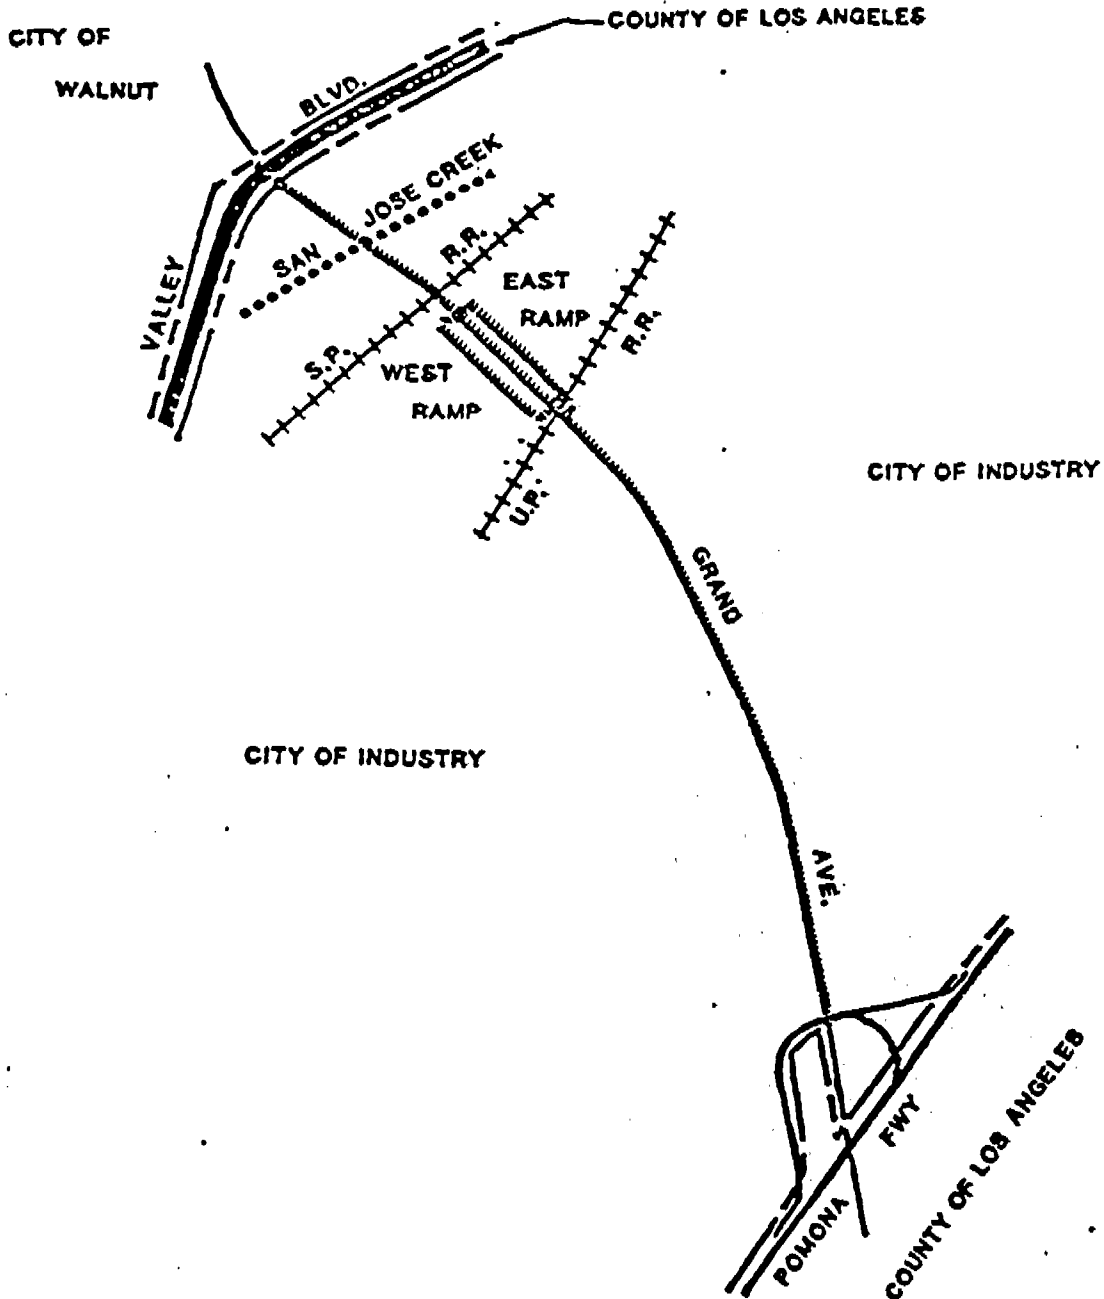 CITY OF
WALNUT
COUNTY OF LOS ANGELES
BLVD.
VALLEY
SAN
JOSE CREEK
S.P.
R.R.
EAST
RAMP
WEST
RAMP
R.R.
U.P.
CITY OF INDUSTRY
GRAND
CITY OF INDUSTRY
AVE.
POMONA
FWY
COUNTY OF LOS ANGELES